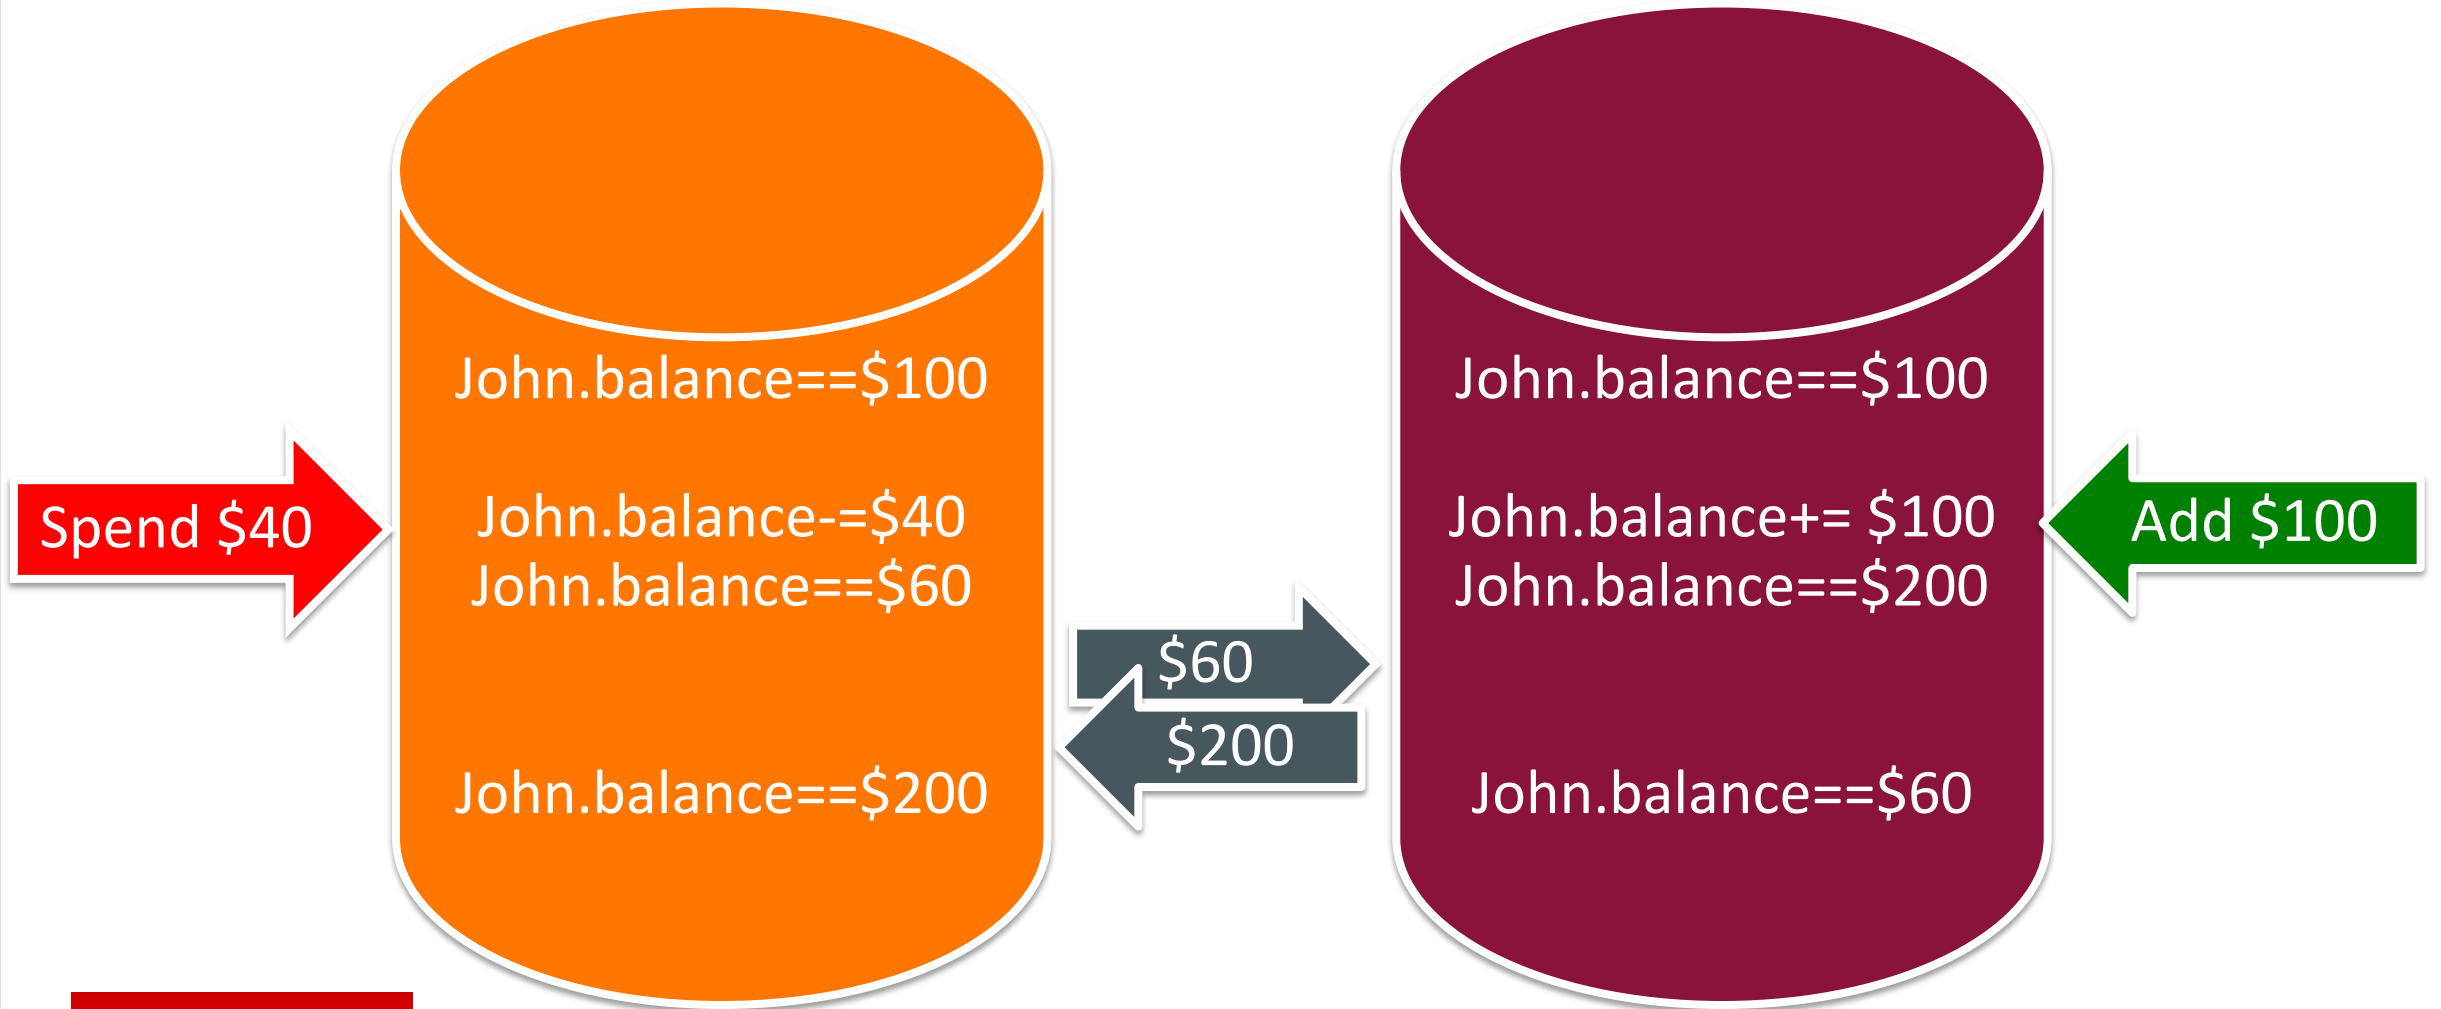 John.balance==$100
John.balance==$100
Spend $40
John.balance-=$40
John.balance==$60
John.balance+= $100
John.balance==$200
Add $100
$60
$200
John.balance==$200
John.balance==$60